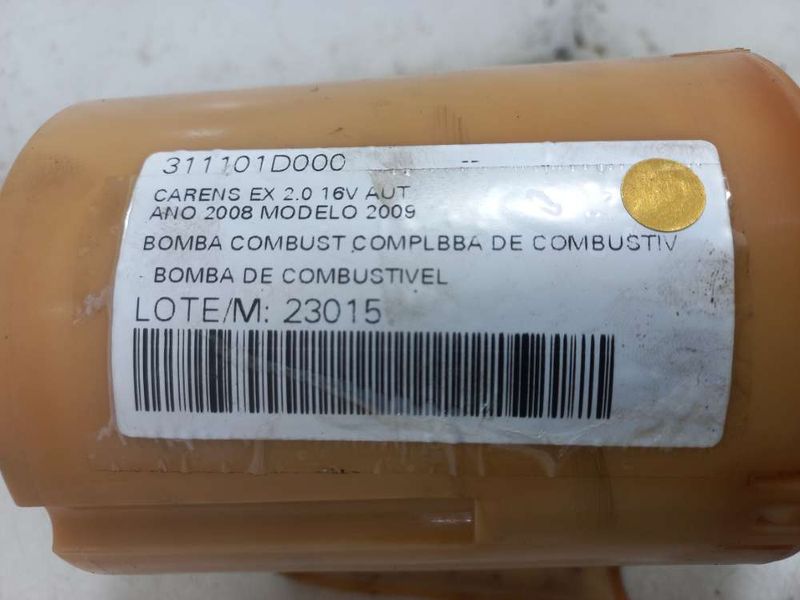 311101D000 --
CARENS EX 2.0 16V AUT
ANO 2008 MODELO 2009
BOMBA COMBUST COMPLBBA DE COMBUSTIV
- BOMBA DE COMBUSTIVEL
LOTE/M: 23015